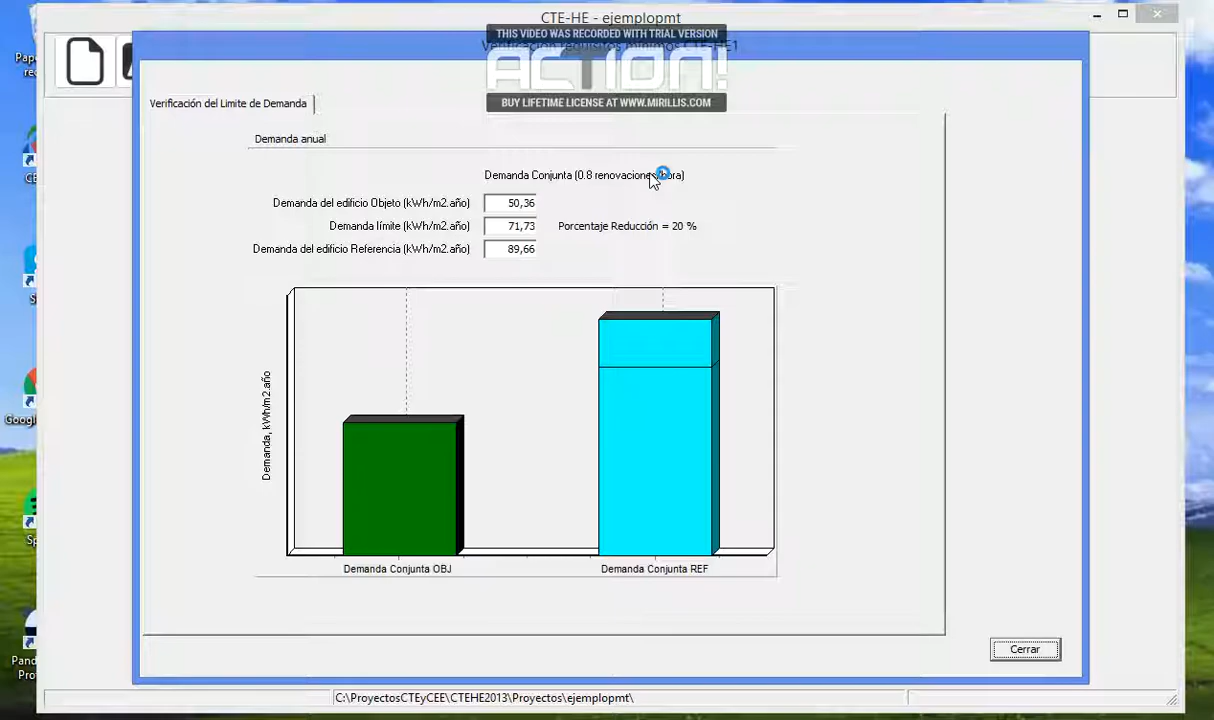 CTE-HE - ejemplopmt
THIS VIDEO WAS RECORDED WITH TRIAL VERSION
ACTION!
BUY LIFETIME LICENSE AT WWW.MIRILLIS.COM
Verificación del Limite de Demanda
Demanda anual
Demanda Conjunta (0.8
Demanda del edificio Objeto (kWh/m2.año) 50,36
Demanda límite (kWh/m2.año) 71,73 Porcentaje Reducción = 20 %
Demanda del edificio Referencia (kWh/m2.año) 89,66
Demanda, kWh/m2.año
Demanda Conjunta OBJ
Demanda Conjunta REF
Cerrar
C:\ProyectosCTEyCEE\CTEHE2013\Proyectos\ejemplopmt\